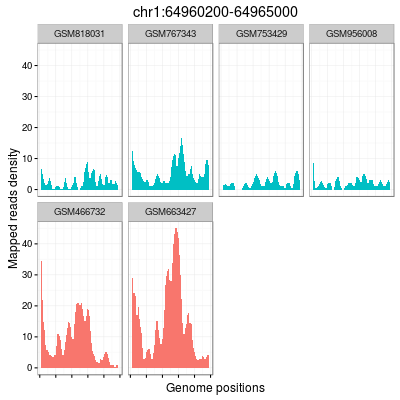 chr1:64960200-64965000
GSM818031 GSM767343 GSM753429 GSM956008
40
30
20
10
0
Mapped reads density
GSM466732 GSM663427
40
30
20
10
0
Genome positions